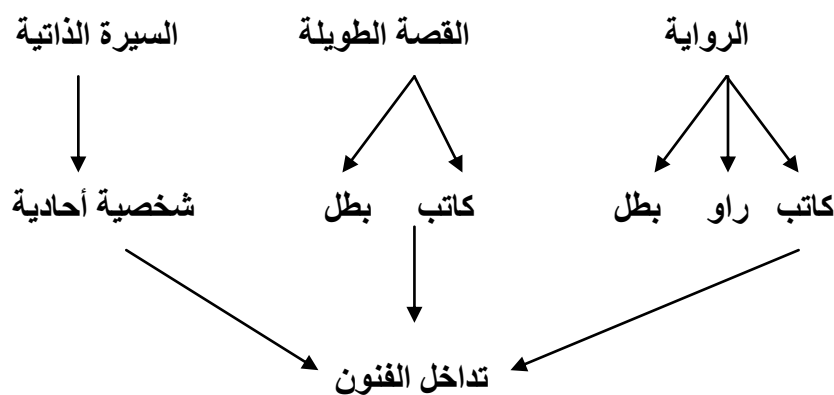 الرواية القصة الطويلة السيرة الذاتية
كاتب راو بطل كاتب بطل شخصية أحادية
تداخل الفنون